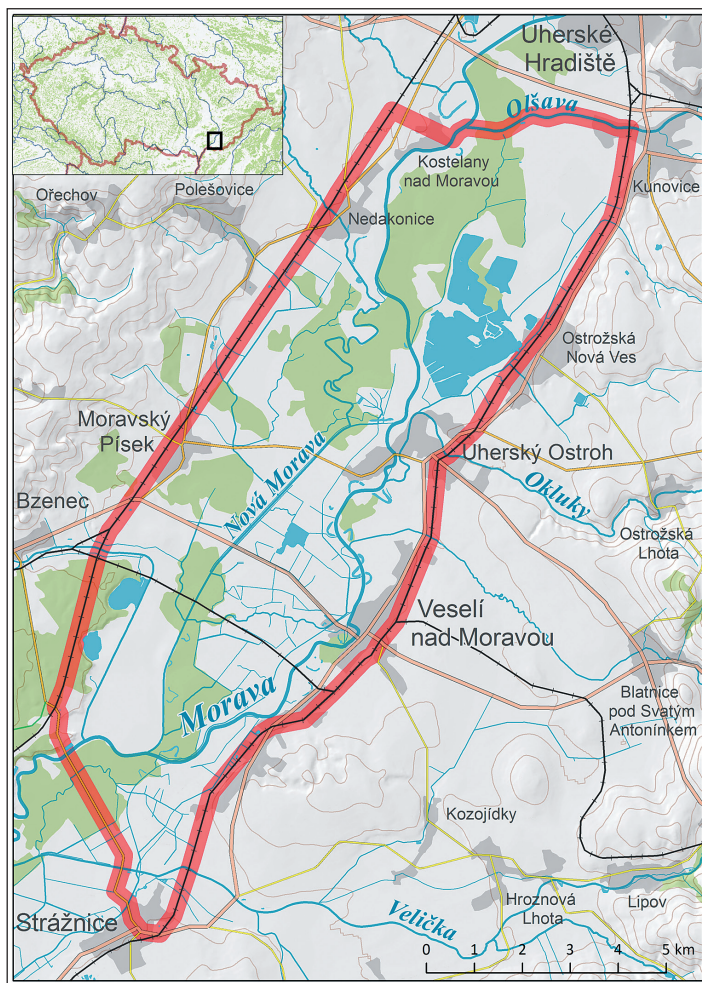 Uherské
Hradiště
Olšava
Kostelany
nad Moravou
Polešovice
Ořechov
Kunovice
Nedakonice
Ostrožská
Nová Ves
Moravský
Písek
Nová Morava
Uherský Ostroh
Bzenec
Okluky
Ostrožská
Lhota
Veselí
nad Moravou
Morava
Blatnice
pod Svatým
Antonínkem
Kozojídky
Hroznová
Lhota
Lipov
Strážnice
Velička
0 1 2 3 4 5 km